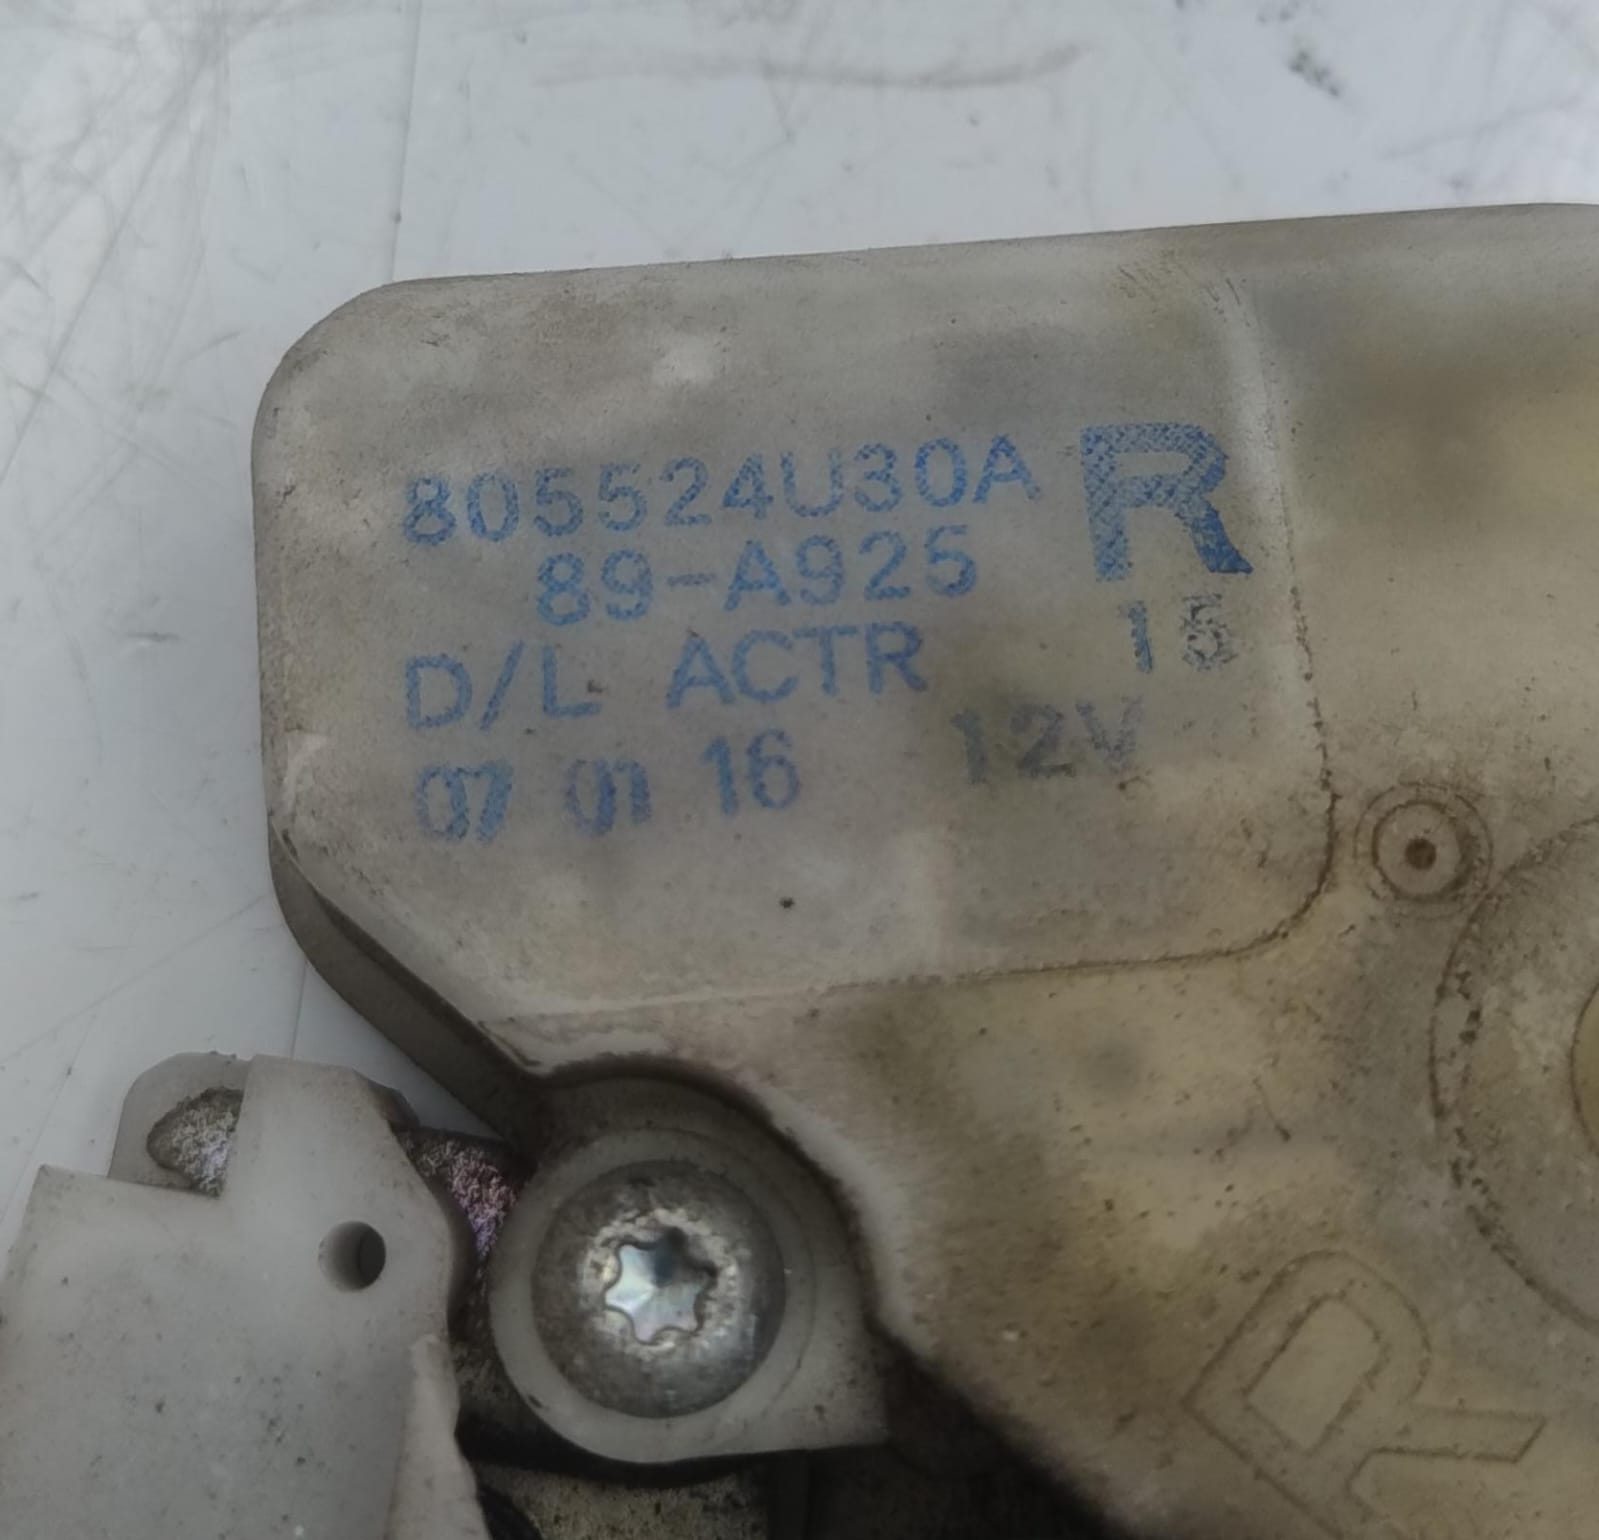 805524U30A R
89-A925
D/L ACTR 15
07 01 16 12V
R